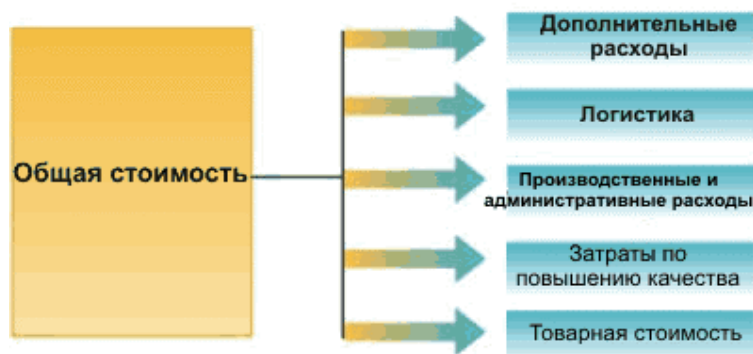 Общая стоимость
Дополнительные
расходы
Логистика
Производственные и
административные расходы
Затраты по
повышению качества
Товарная стоимость